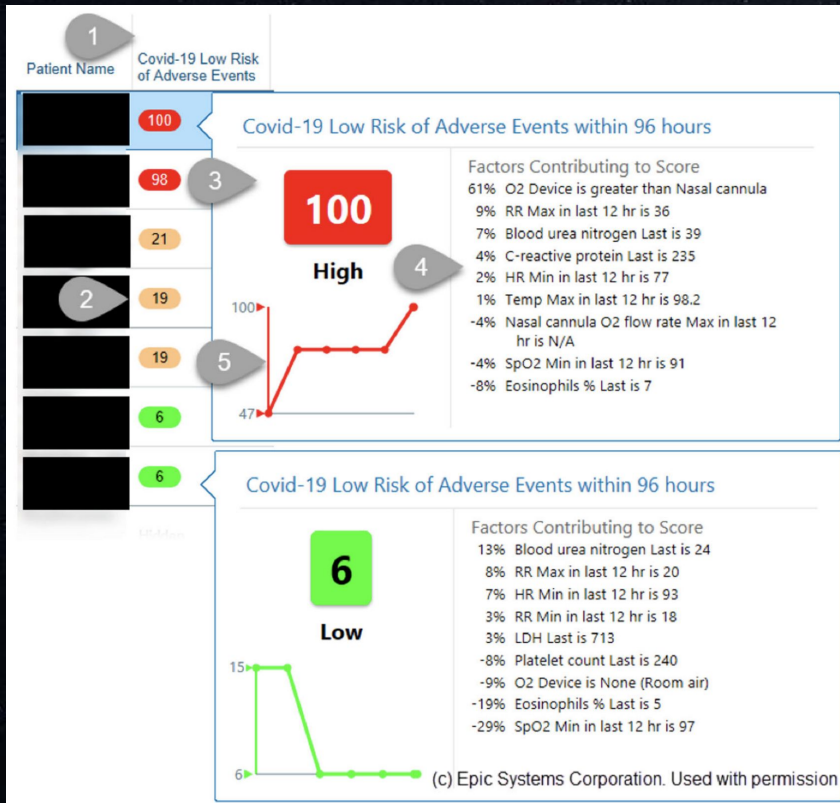 1
Patient Name
Covid-19 Low Risk
of Adverse Events
100
98
21
2
19
19
6
6
Covid-19 Low Risk of Adverse Events within 96 hours
3
100
High
100
5
47
4
Factors Contributing to Score
61% O2 Device is greater than Nasal cannula
9% RR Max in last 12 hr is 36
7% Blood urea nitrogen Last is 39
4% C-reactive protein Last is 235
2% HR Min in last 12 hr is 77
1% Temp Max in last 12 hr is 98.2
-4% Nasal cannula O2 flow rate Max in last 12
hr is N/A
-4% SpO2 Min in last 12 hr is 91
-8% Eosinophils % Last is 7
Covid-19 Low Risk of Adverse Events within 96 hours
6
Low
15
6
Factors Contributing to Score
13% Blood urea nitrogen Last is 24
8% RR Max in last 12 hr is 20
7% HR Min in last 12 hr is 93
3% RR Min in last 12 hr is 18
3% LDH Last is 713
-8% Platelet count Last is 240
-9% O2 Device is None (Room air)
-19% Eosinophils % Last is 5
-29% SpO2 Min in last 12 hr is 97
(c) Epic Systems Corporation. Used with permission